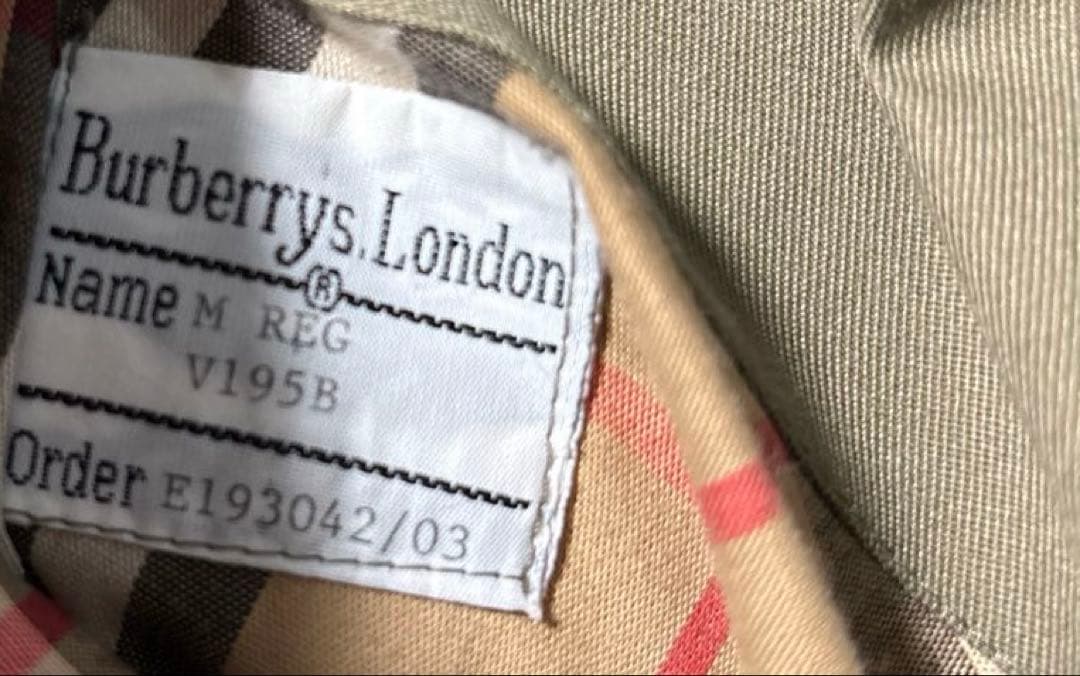 Burberrys.London
®
Name M REG
V195B
Order E193042/03